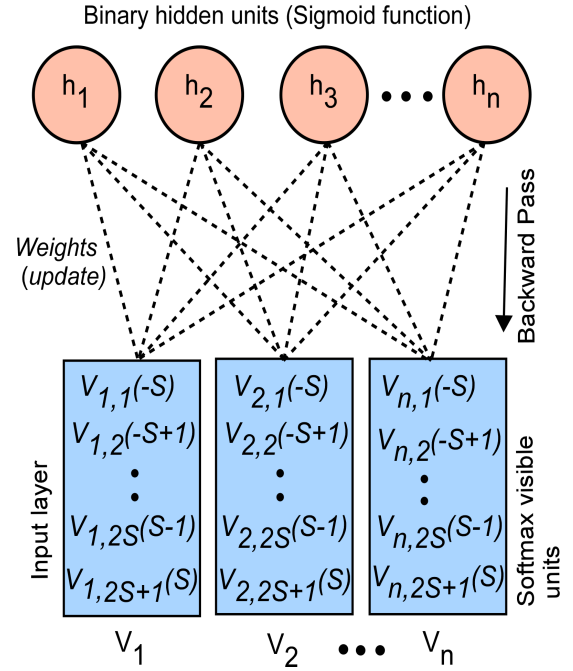 Binary hidden units (Sigmoid function)
h1 h2 h3 ••• hn
Weights
(update)
Backward Pass
Input layer
V1,1(-S) V2,1(-S) Vn,1(-S)
V1,2(-S+1) V2,2(-S+1) Vn,2(-S+1)
V1,2S(S-1) V2,2S(S-1) Vn,2S(S-1)
V1,2S+1(S) V2,2S+1(S) Vn,2S+1(S)
Softmax visible
units
V1 V2 ••• Vn